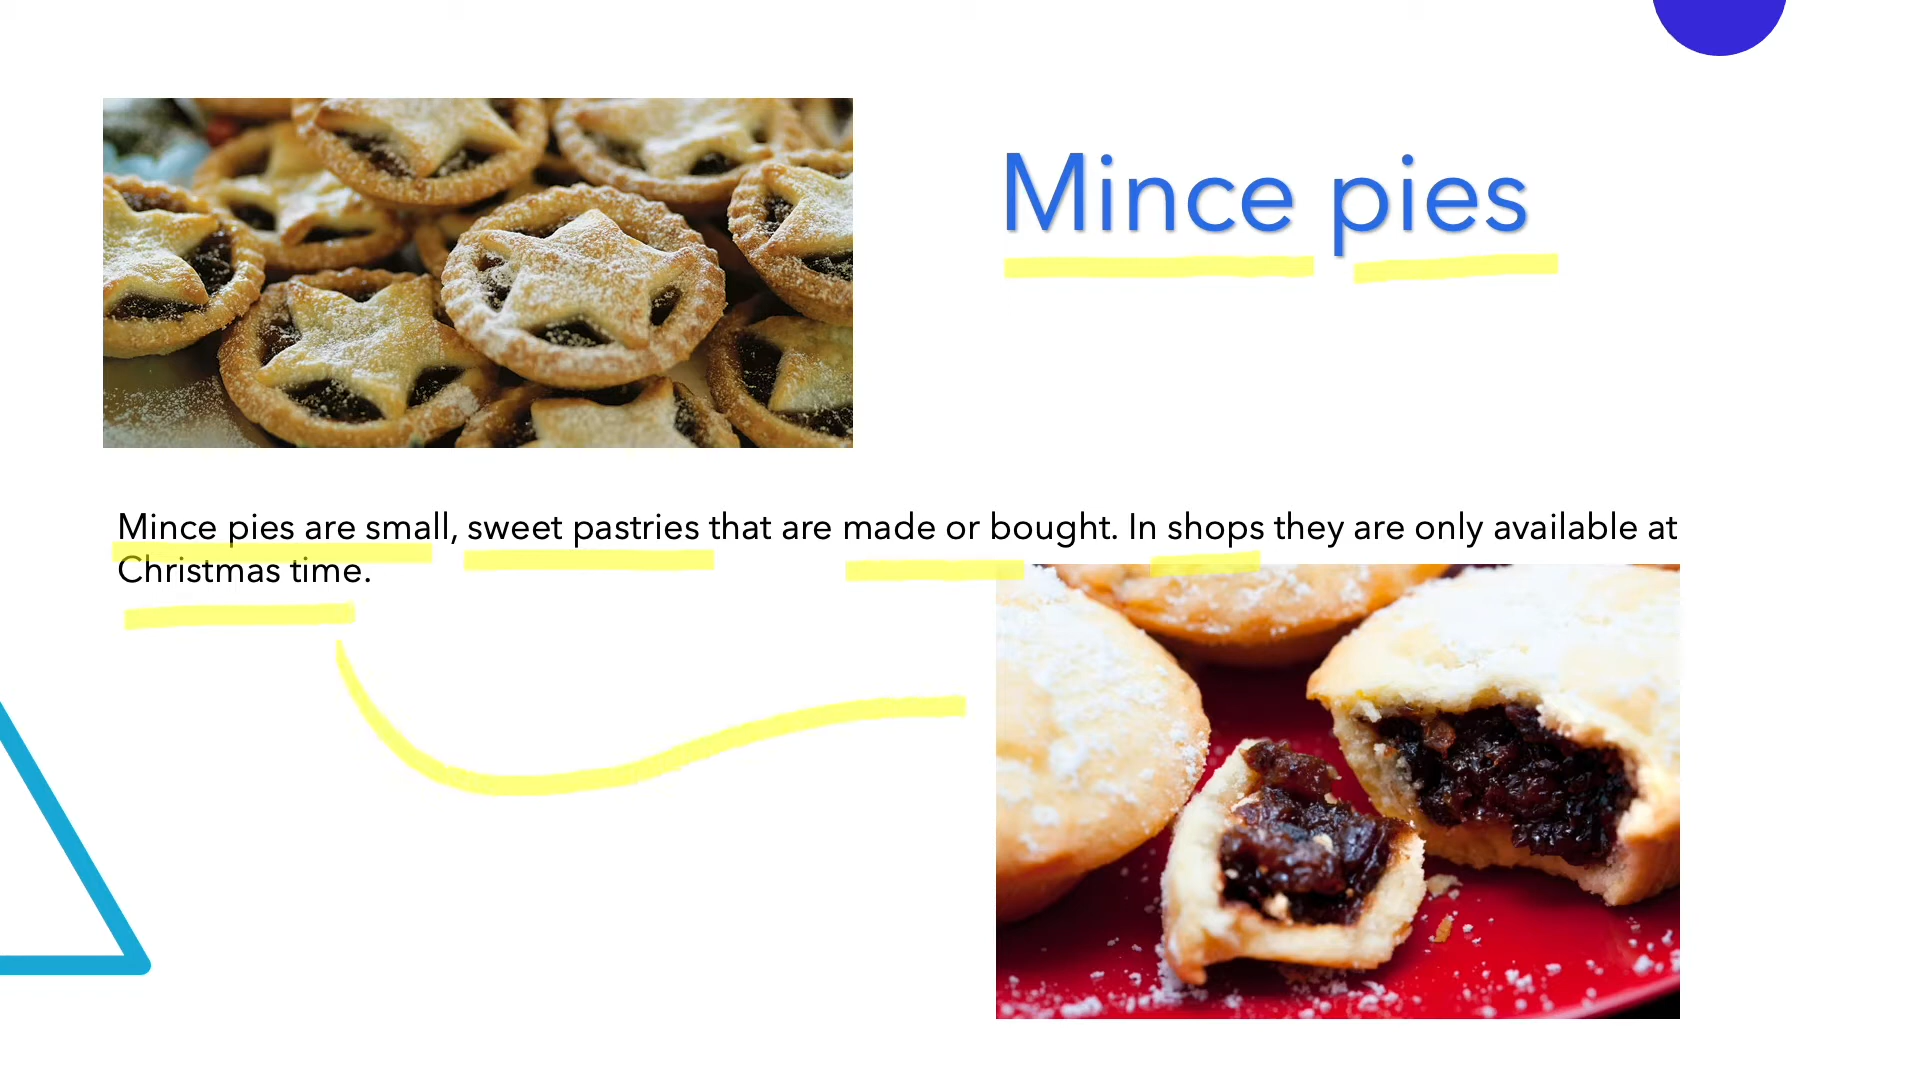 Mince pies
Mince pies are small, sweet pastries that are made or bought. In shops they are only available at
Christmas time.